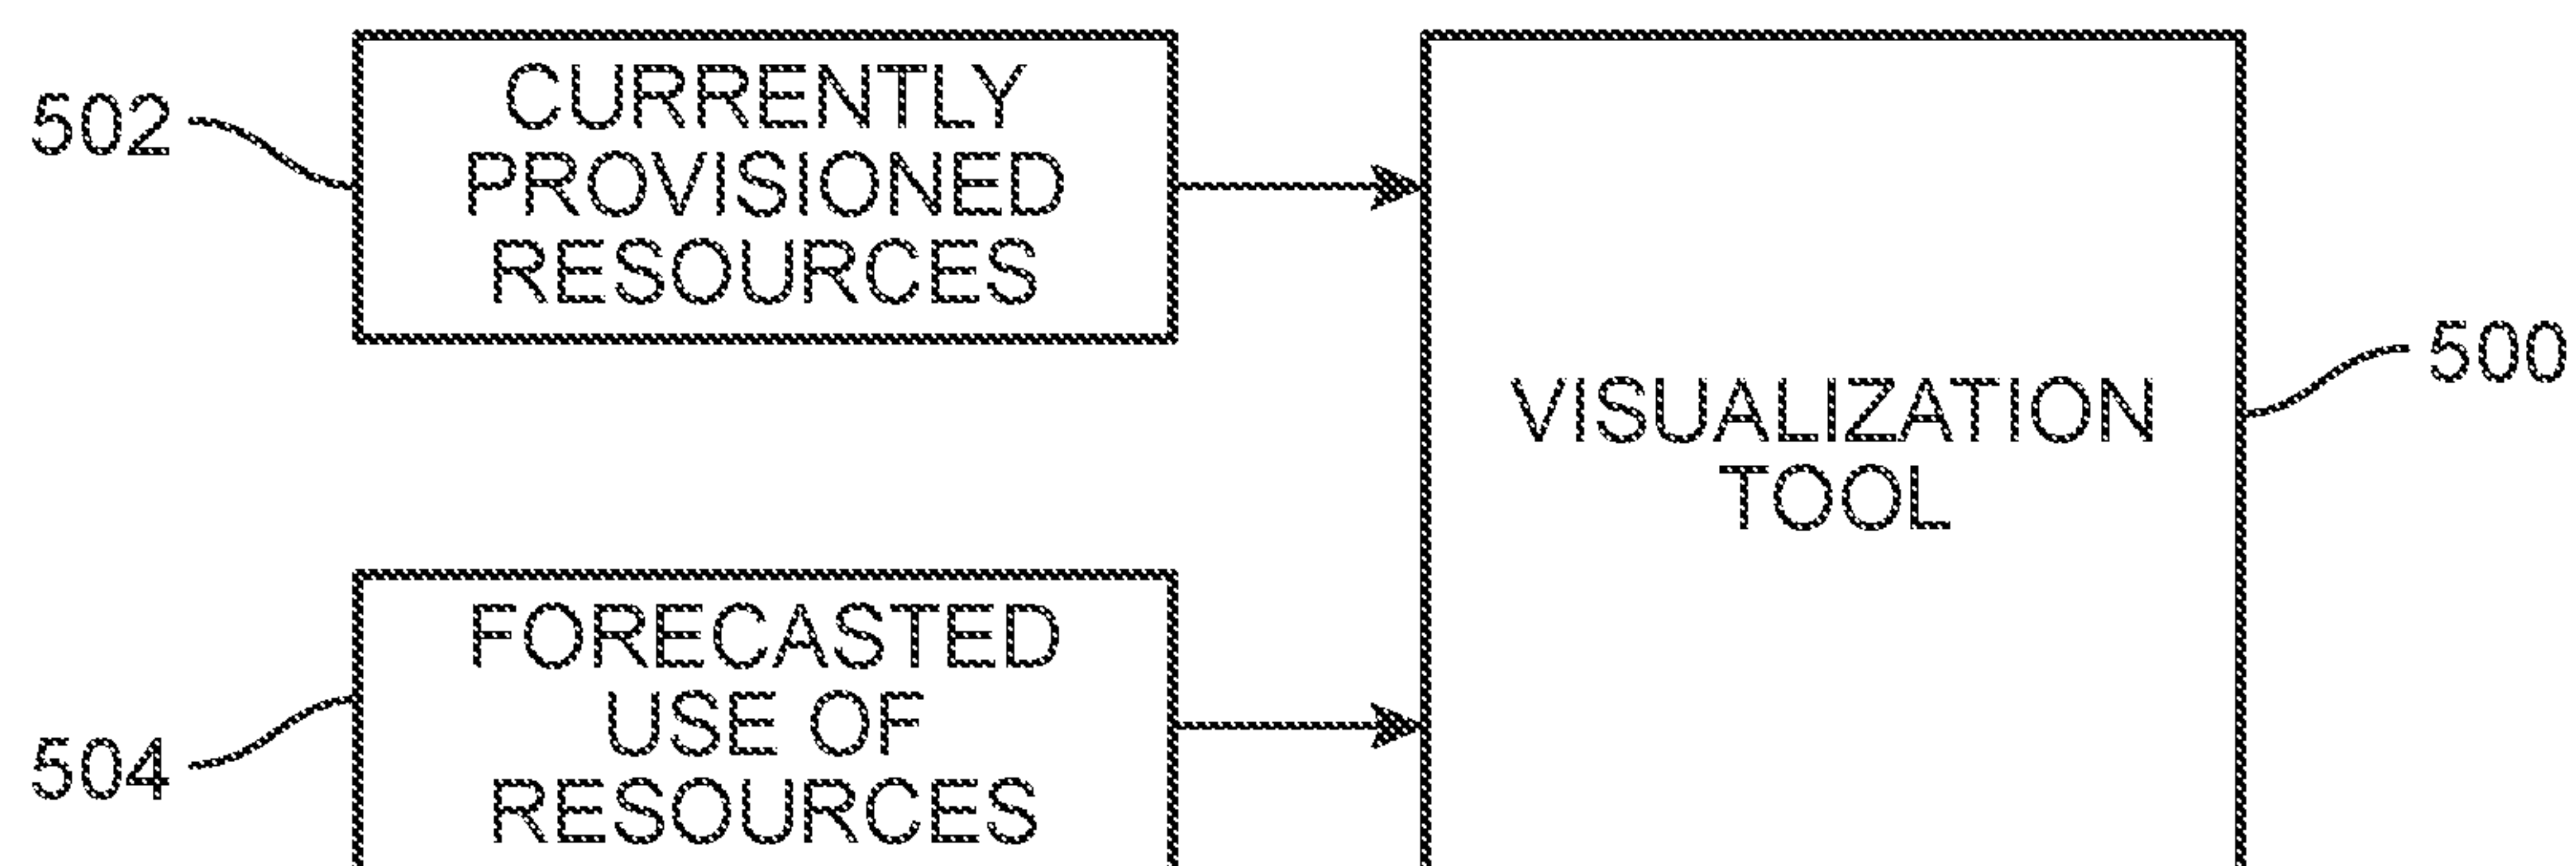 502
CURRENTLY
PROVISIONED
RESOURCES
VISUALIZATION
TOOL
500
504
FORECASTED
USE OF
RESOURCES